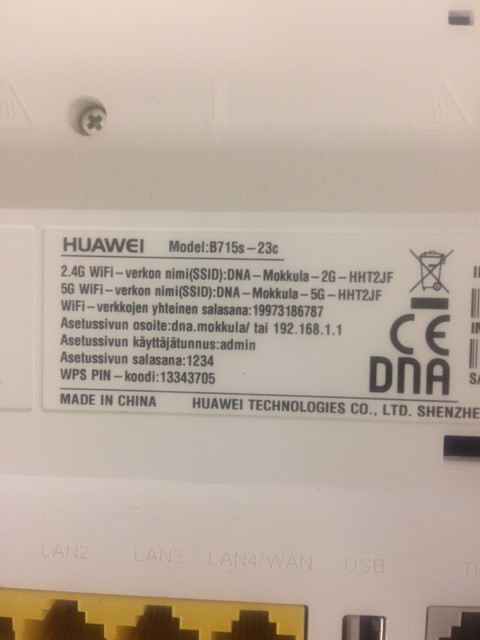 HUAWEI Model:B715s-23c
2.4G WiFi-verkon nimi(SSID):DNA-Mokkula-2G-HHT2JF
5G WiFi-verkon nimi(SSID):DNA-Mokkula-5G-HHT2JF
WiFi-verkkojen yhteinen salasana:19973186787
Asetussivun osoite:dna.mokkula/ tai 192.168.1.1
Asetussivun käyttäjätunnus:admin
Asetussivun salasana:1234
WPS PIN-koodi:13343705
CE
DNA
MADE IN CHINA HUAWEI TECHNOLOGIES CO., LTD.
LAN2 LAN3 LAN4/WAN USB